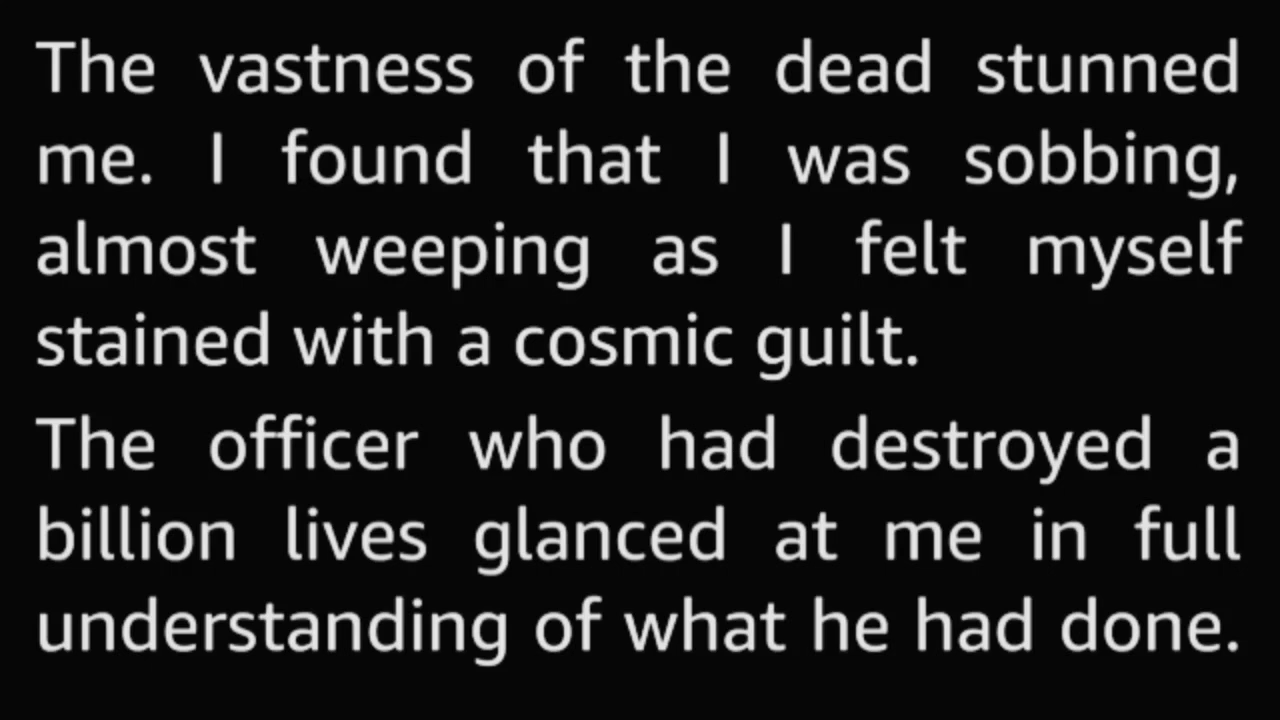 The vastness of the dead stunned
me. I found that I was sobbing,
almost weeping as I felt myself
stained with a cosmic guilt.
The officer who had destroyed a
billion lives glanced at me in full
understanding of what he had done.